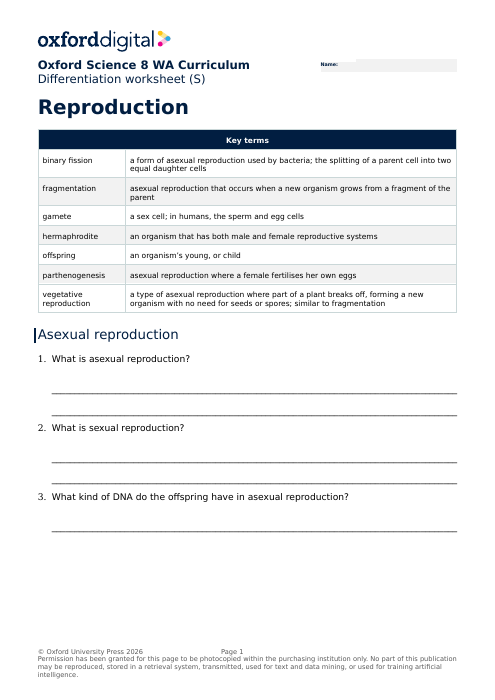 oxforddigital
Oxford Science 8 WA Curriculum
Name:
Differentiation worksheet (S)
Reproduction
Key terms
binary fission
a form of asexual reproduction used by bacteria; the splitting of a parent cell into two
equal daughter cells
fragmentation
asexual reproduction that occurs when a new organism grows from a fragment of the
parent
gamete
a sex cell; in humans, the sperm and egg cells
hermaphrodite
an organism that has both male and female reproductive systems
offspring
an organism's young, or child
parthenogenesis
asexual reproduction where a female fertilises her own eggs
vegetative
reproduction
a type of asexual reproduction where part of a plant breaks off, forming a new
organism with no need for seeds or spores; similar to fragmentation
Asexual reproduction
1. What is asexual reproduction?
2. What is sexual reproduction?
3. What kind of DNA do the offspring have in asexual reproduction?
© Oxford University Press 2026 Page 1
Permission has been granted for this page to be photocopied within the purchasing institution only. No part of this publication
may be reproduced, stored in a retrieval system, transmitted, used for text and data mining, or used for training artificial
intelligence.